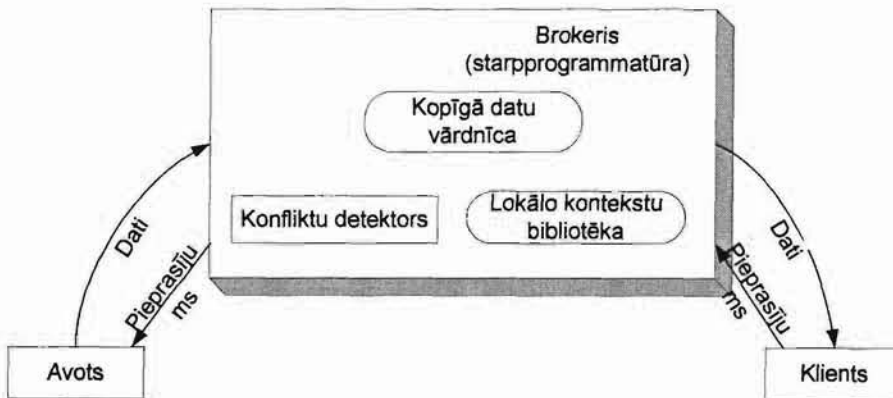 Brokeris
(starpprogrammatūra)
Kopīgā datu
vārdnīca
Konfliktu detektors
Lokālo kontekstu
bibliotēka
Dati
Pieprasīju
ms
Dati
Pieprasīju
ms
Avots
Klients